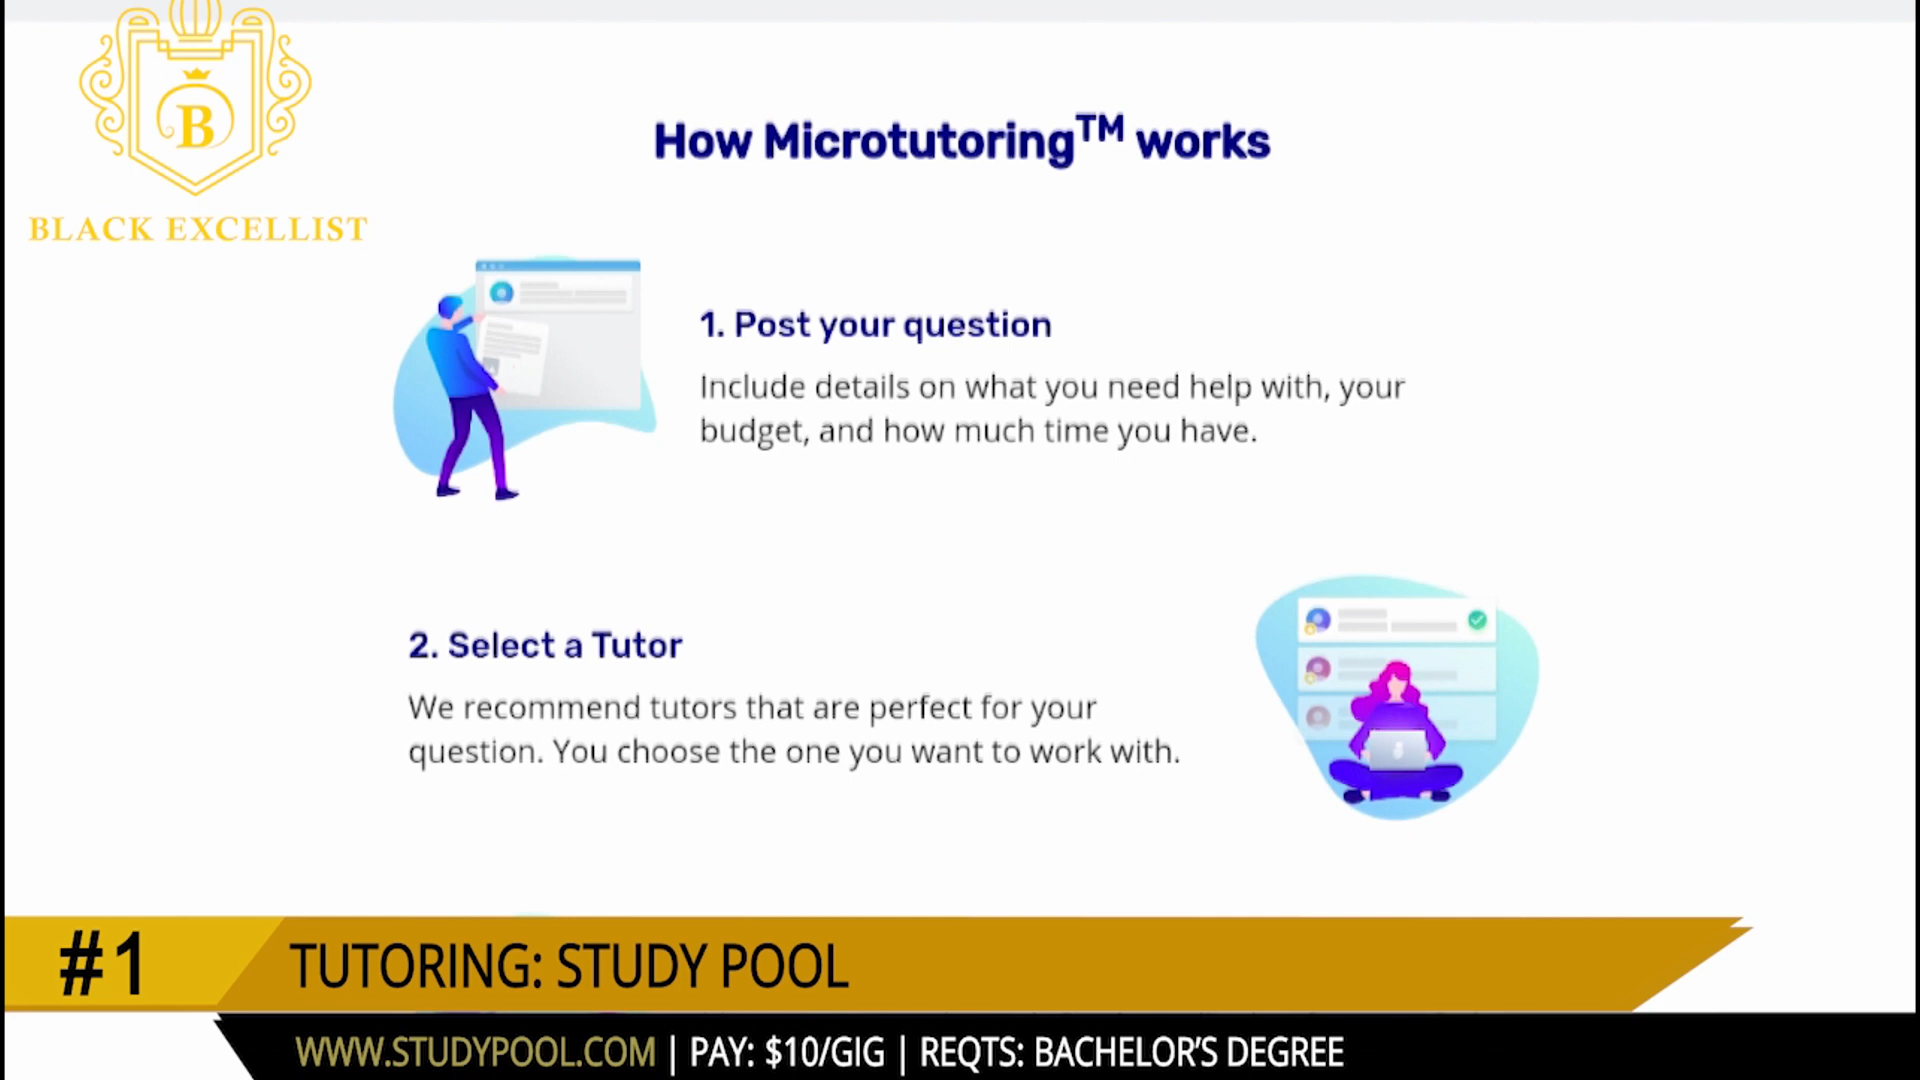 B
BLACK EXCELLIST
How Microtutoring™ works
1. Post your question
Include details on what you need help with, your
budget, and how much time you have.
2. Select a Tutor
We recommend tutors that are perfect for your
question. You choose the one you want to work with.
#1 TUTORING: STUDY POOL
WWW.STUDYPOOL.COM | PAY: $10/GIG | REQTS: BACHELOR'S DEGREE